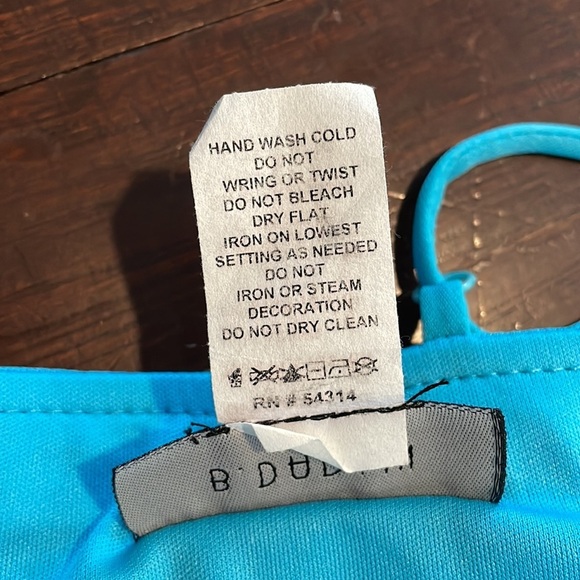 HAND WASH COLD
DO NOT
WRING OR TWIST
DO NOT BLEACH
DRY FLAT
IRON ON LOWEST
SETTING AS NEEDED
DO NOT
IRON OR STEAM
DECORATION
DO NOT DRY CLEAN
RN # 54314
B